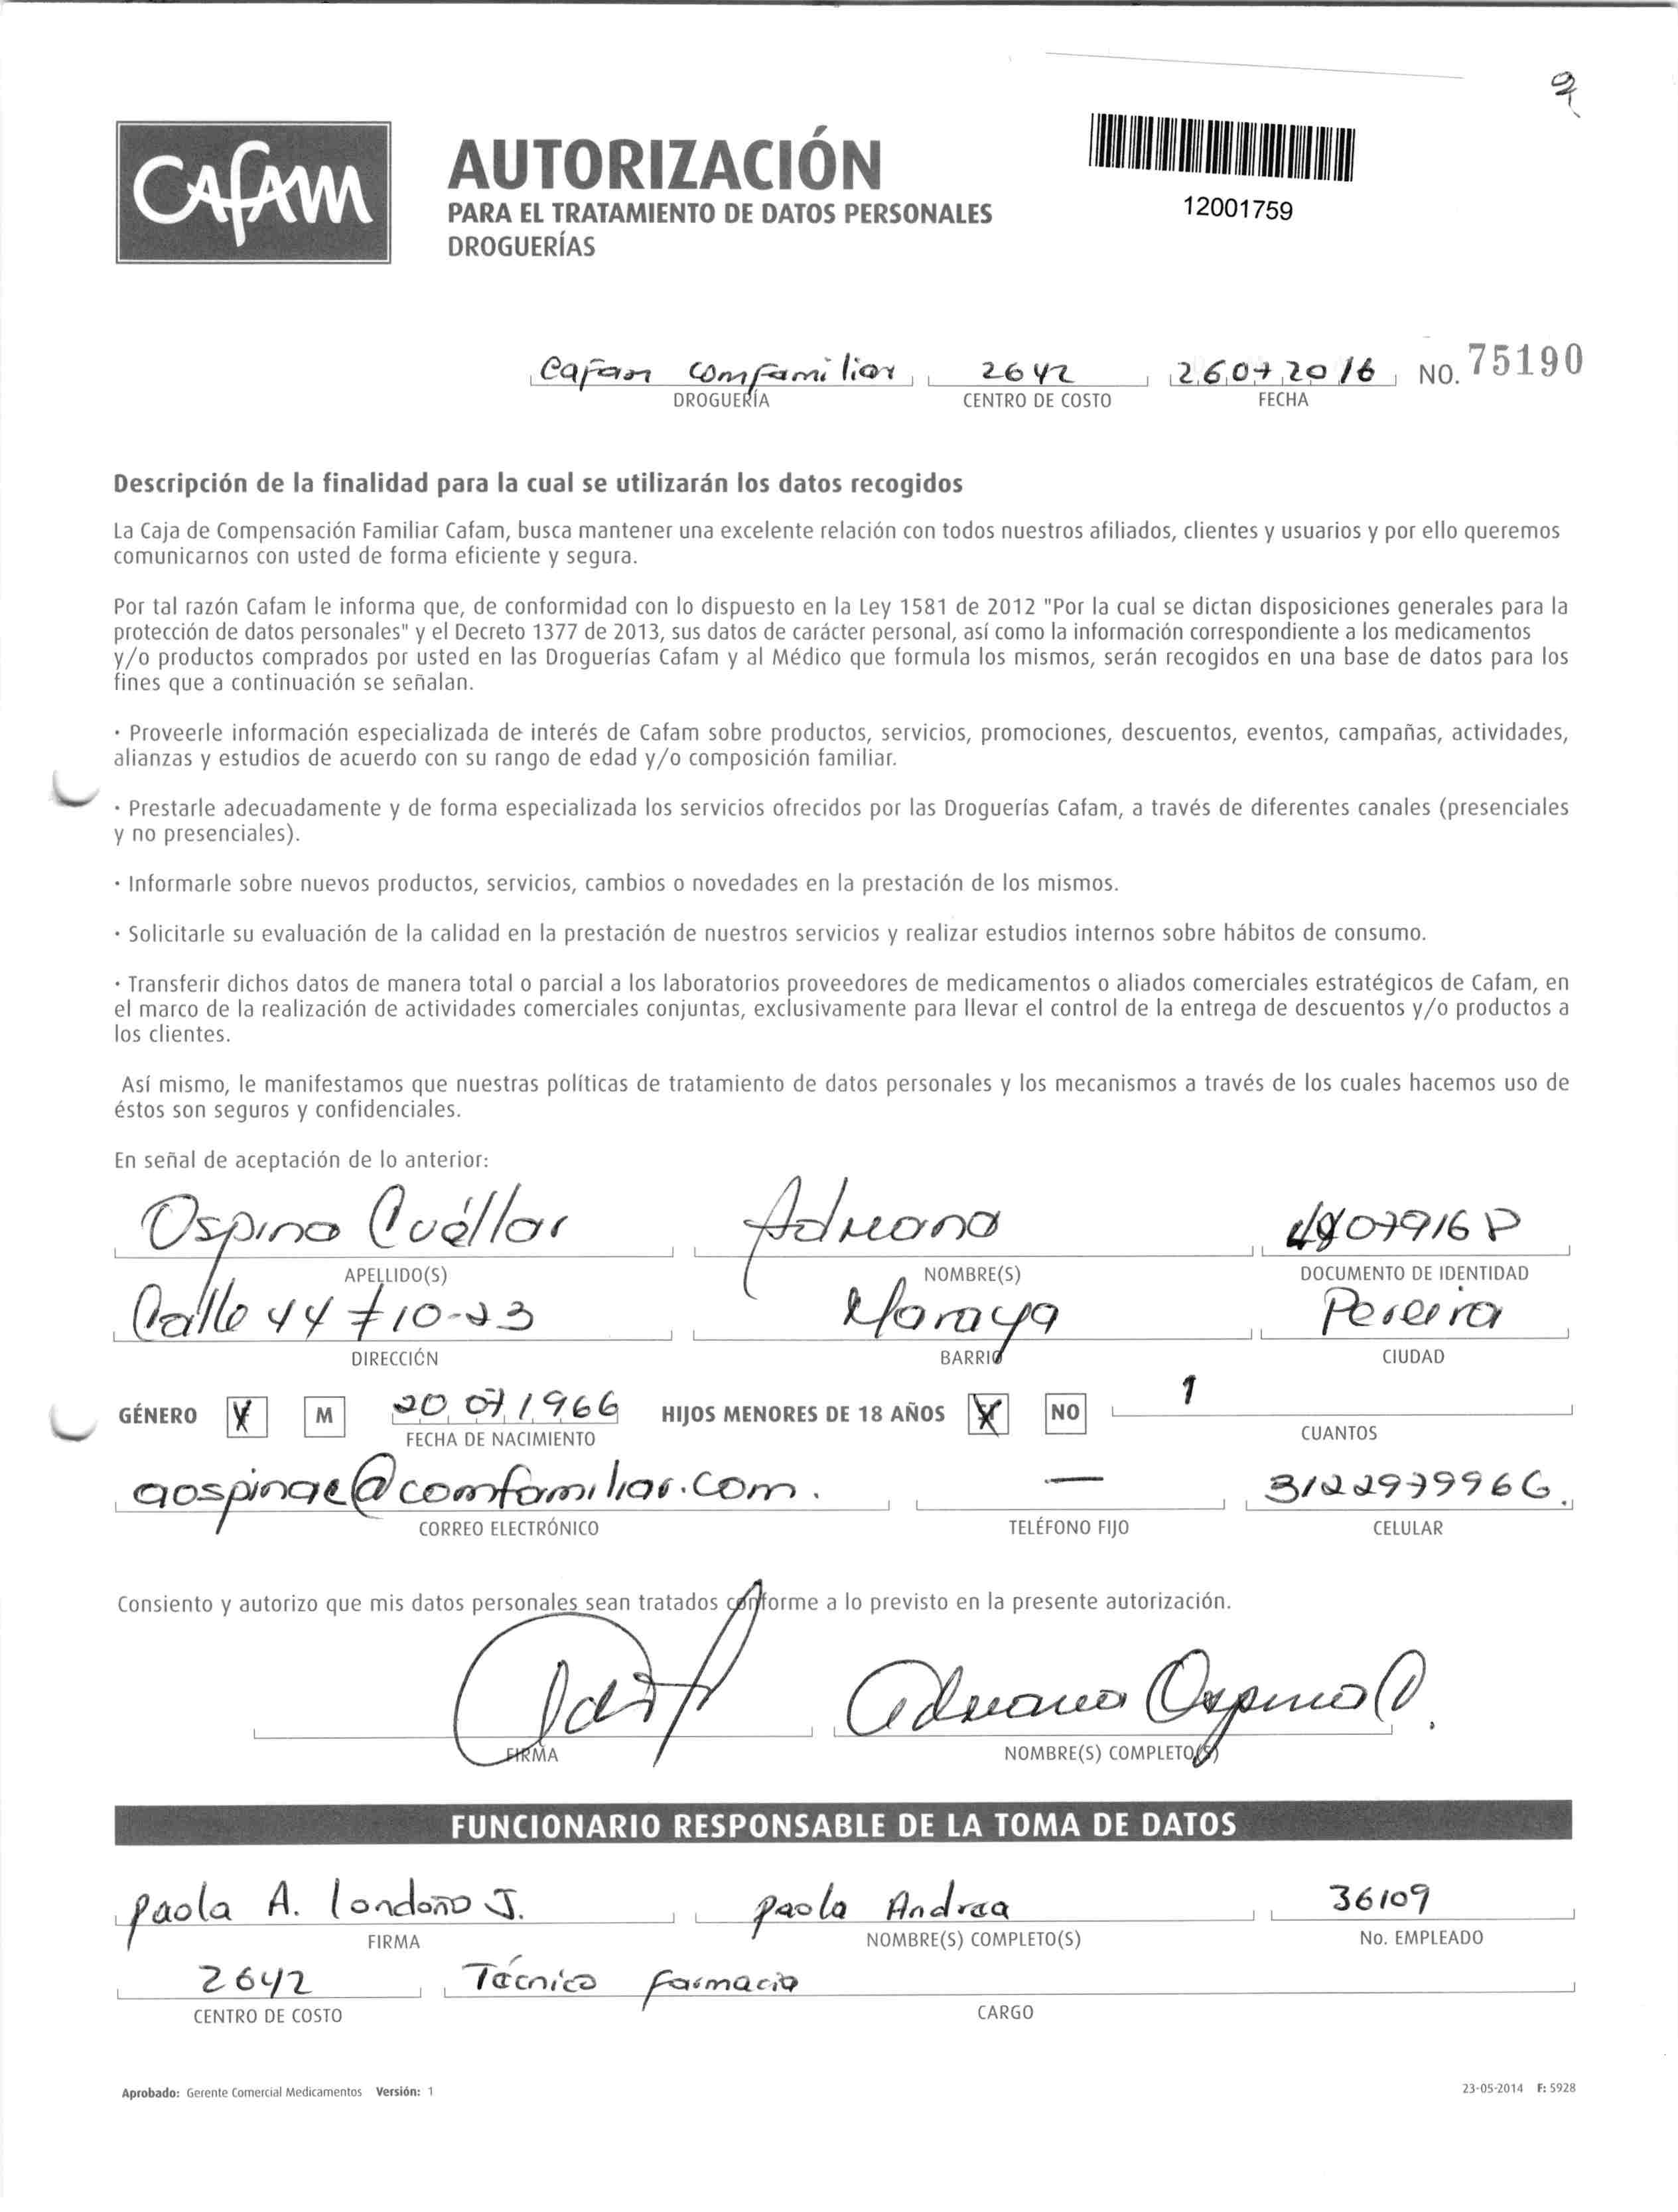 CAFAM
AUTORIZACIÓN
PARA EL TRATAMIENTO DE DATOS PERSONALES
DROGUERÍAS
12001759
Cafam Comfamiliar 2642 26 07 2016 NO. 75190
DROGUERÍA CENTRO DE COSTO FECHA
Descripción de la finalidad para la cual se utilizarán los datos recogidos
La Caja de Compensación Familiar Cafam, busca mantener una excelente relación con todos nuestros afiliados, clientes y usuarios y por ello queremos
comunicarnos con usted de forma eficiente y segura.
Por tal razón Cafam le informa que, de conformidad con lo dispuesto en la Ley 1581 de 2012 "Por la cual se dictan disposiciones generales para la
protección de datos personales" y el Decreto 1377 de 2013, sus datos de carácter personal, así como la información correspondiente a los medicamentos
y/o productos comprados por usted en las Droguerías Cafam y al Médico que formula los mismos, serán recogidos en una base de datos para los
fines que a continuación se señalan.
· Proveerle información especializada de interés de Cafam sobre productos, servicios, promociones, descuentos, eventos, campañas, actividades,
alianzas y estudios de acuerdo con su rango de edad y/o composición familiar.
· Prestarle adecuadamente y de forma especializada los servicios ofrecidos por las Droguerías Cafam, a través de diferentes canales (presenciales
y no presenciales).
· Informarle sobre nuevos productos, servicios, cambios o novedades en la prestación de los mismos.
· Solicitarle su evaluación de la calidad en la prestación de nuestros servicios y realizar estudios internos sobre hábitos de consumo.
· Transferir dichos datos de manera total o parcial a los laboratorios proveedores de medicamentos o aliados comerciales estratégicos de Cafam, en
el marco de la realización de actividades comerciales conjuntas, exclusivamente para llevar el control de la entrega de descuentos y/o productos a
los clientes.
Así mismo, le manifestamos que nuestras políticas de tratamiento de datos personales y los mecanismos a través de los cuales hacemos uso de
éstos son seguros y confidenciales.
En señal de aceptación de lo anterior:
Ospina Cuéllar Adriana
APELLIDO(S) NOMBRE(S) DOCUMENTO DE IDENTIDAD
Calle 44 # 10-23 Maraya Pereira
DIRECCIÓN BARRIO CIUDAD
GÉNERO M 20 07 1966 HIJOS MENORES DE 18 AÑOS NO 1
FECHA DE NACIMIENTO CUANTOS
aospinac@comfamiliar.com. — 3122979966.
CORREO ELECTRÓNICO TELÉFONO FIJO CELULAR
Consiento y autorizo que mis datos personales sean tratados conforme a lo previsto en la presente autorización.
Adriana Ospina C.
FIRMA NOMBRE(S) COMPLETO(S)
FUNCIONARIO RESPONSABLE DE LA TOMA DE DATOS
paola A. londoño J. paola Andrea 36109
FIRMA NOMBRE(S) COMPLETO(S) No. EMPLEADO
2642 Técnico farmacia
CENTRO DE COSTO CARGO
Aprobado: Gerente Comercial Medicamentos Versión: 1 23-05-2014 F: 5928